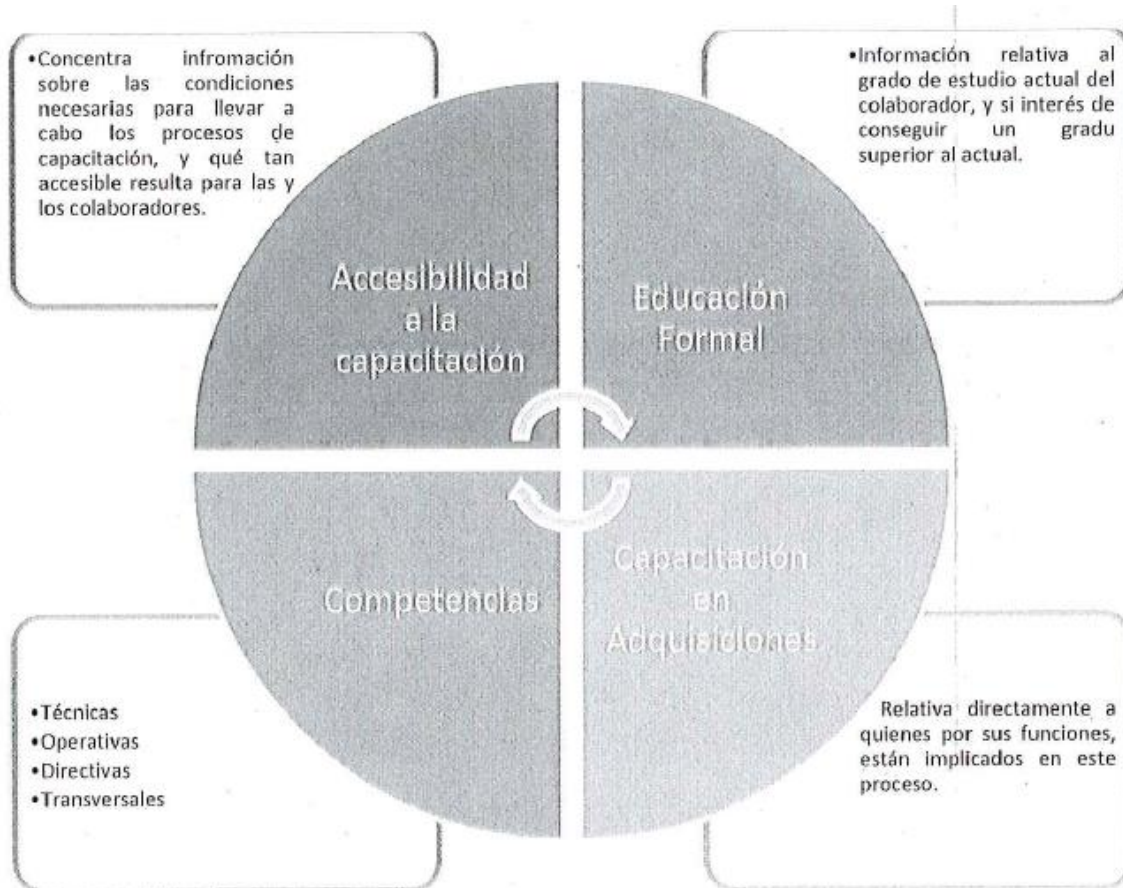 •Concentra infromación
sobre las condiciones
necesarias para llevar a
cabo los procesos de
capacitación, y qué tan
accesible resulta para las y
los colaboradores.
•Información relativa al
grado de estudio actual del
colaborador, y si interés de
conseguir un gradu
superior al actual.
Accesibilidad
a la
capacitación
Educación
Formal
Competencias
Capacitación
en
Adquisiciones
•Técnicas
•Operativas
•Directivas
•Transversales
Relativa directamente a
quienes por sus funciones,
están implicados en este
proceso.